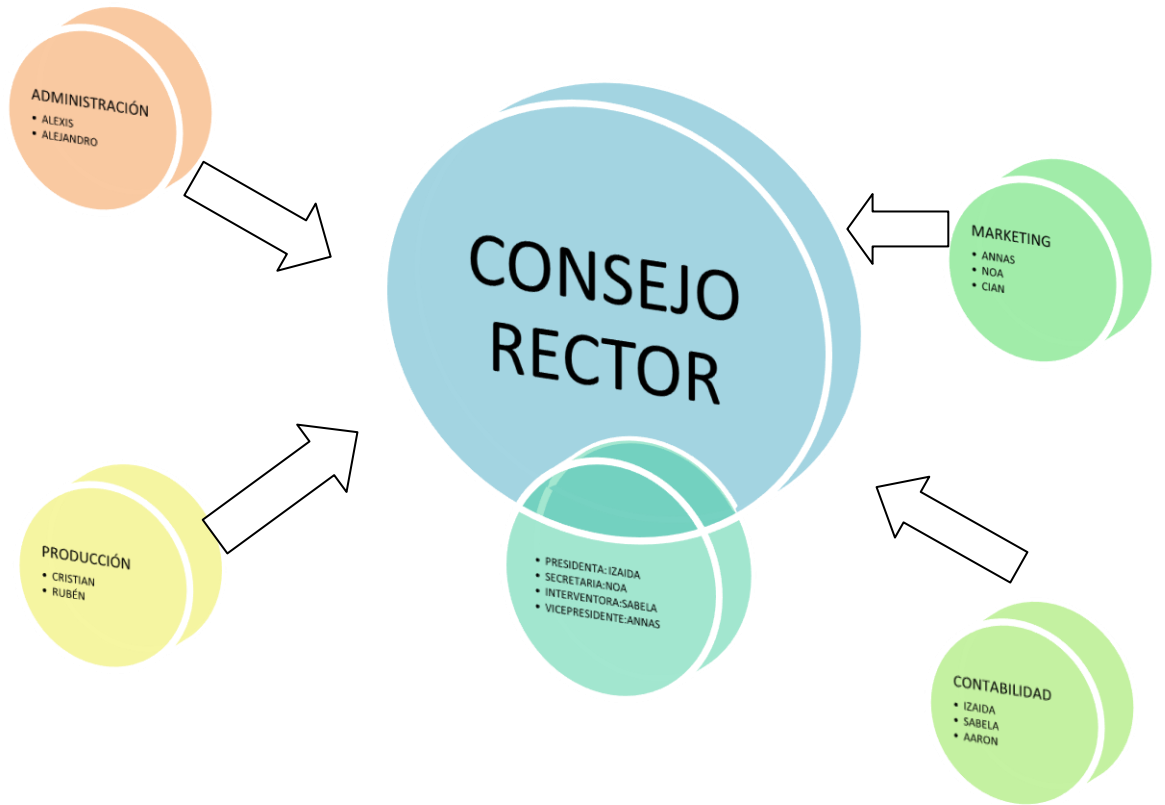 ADMINISTRACIÓN
• ALEXIS
• ALEJANDRO
CONSEJO
RECTOR
MARKETING
• ANNAS
• NOA
• CIAN
PRODUCCIÓN
• CRISTIAN
• RUBÉN
• PRESIDENTA: IZAIDA
• SECRETARIA:NOA
• INTERVENTORA:SABELA
• VICEPRESIDENTE:ANNAS
CONTABILIDAD
• IZAIDA
• SABELA
• AARON